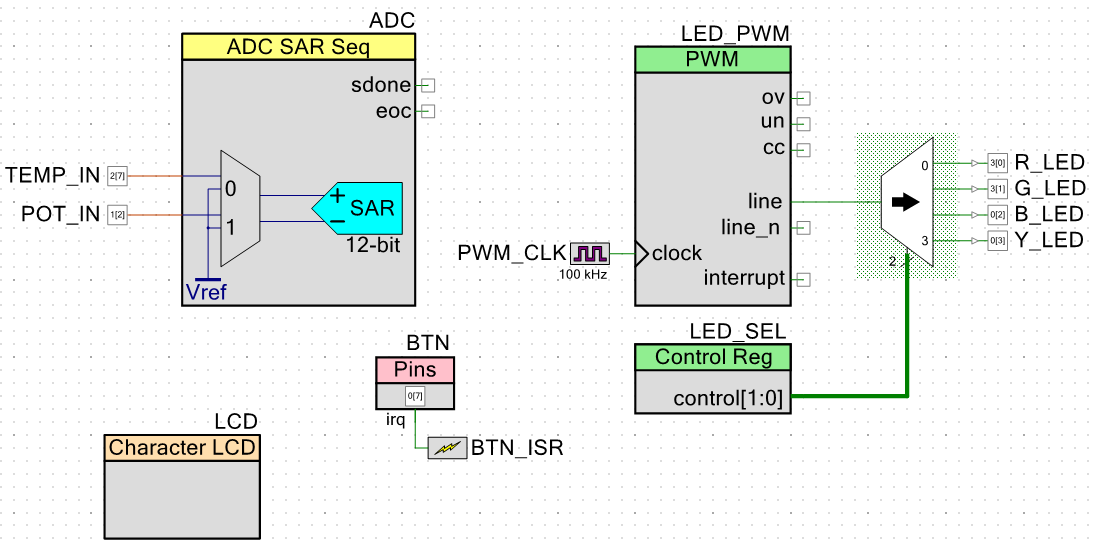 ADC
ADC SAR Seq
sdone
eoc
TEMP_IN 2[7]
0
POT_IN 1[2]
1
+
-
SAR
12-bit
Vref
LED_PWM
PWM
ov
un
cc
line
line_n
PWM_CLK
100 kHz
clock
interrupt
0
3
2
3[0] R_LED
3[1] G_LED
0[2] B_LED
0[3] Y_LED
LED_SEL
Control Reg
control[1:0]
BTN
Pins
0[7]
irq
BTN_ISR
LCD
Character LCD